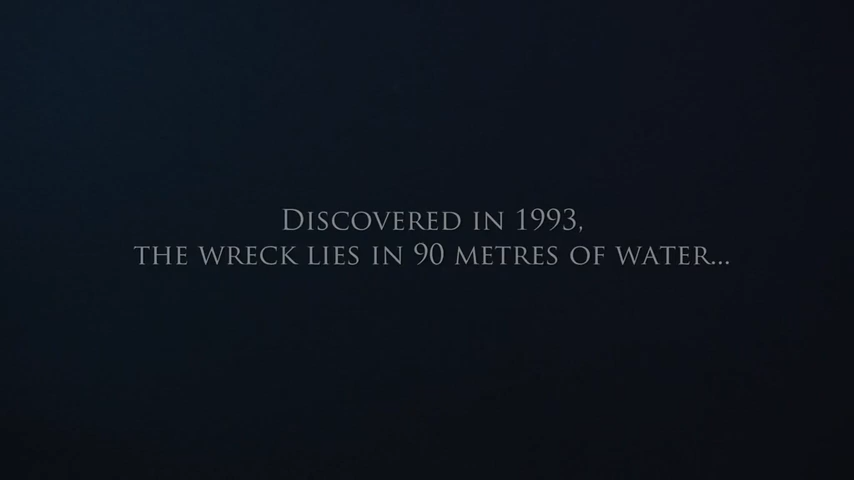 Discovered in 1993,
the wreck lies in 90 metres of water...